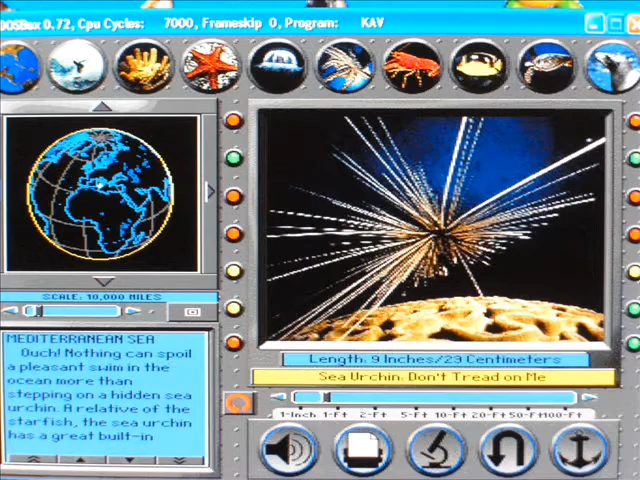 DOSBox 0.72, Cpu Cycles: 7000, Frameskip 0, Program: KAV
SCALE: 10,000 MILES
MEDITERRANEAN SEA
Ouch! Nothing can spoil
a pleasant swim in the
ocean more than
stepping on a hidden sea
urchin. A relative of the
starfish, the sea urchin
has a great built-in
Length: 9 Inches/23 Centimeters
Sea Urchin: Don't Tread on Me
1-Inch 1-Ft 2-Ft 5-Ft 10-Ft 20-Ft 50-Ft 100-Ft